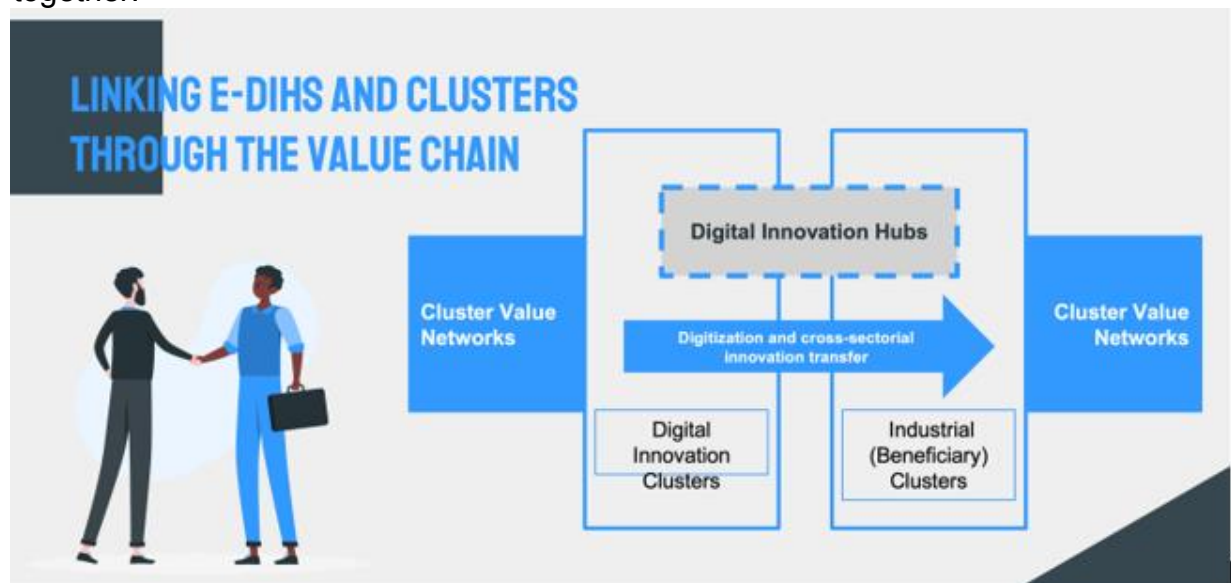 together.
LINKING E-DIHS AND CLUSTERS
THROUGH THE VALUE CHAIN
Digital Innovation Hubs
Cluster Value
Networks
Digitization and cross-sectorial
innovation transfer
Cluster Value
Networks
Digital
Innovation
Clusters
Industrial
(Beneficiary)
Clusters